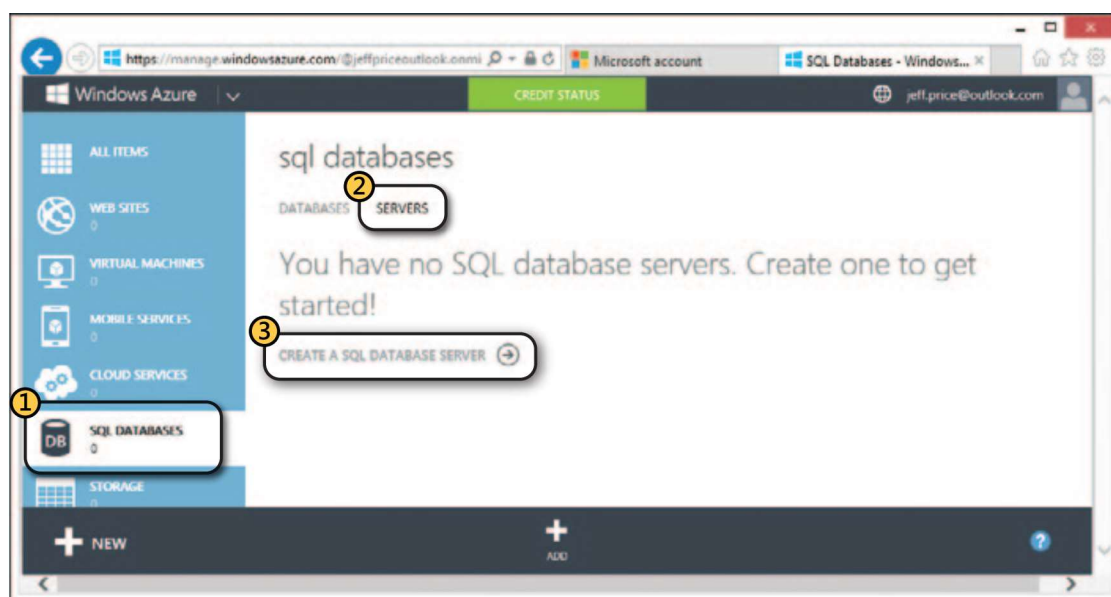 https://manage.windowsazure.com/@jeffpriceoutlook.onmi
Microsoft account
SQL Databases - Windows...
Windows Azure
CREDIT STATUS
jeff.price@outlook.com
ALL ITEMS
WEB SITES
0
VIRTUAL MACHINES
0
MOBILE SERVICES
0
CLOUD SERVICES
0
1
DB
SQL DATABASES
0
STORAGE
0
sql databases
2
DATABASES SERVERS
You have no SQL database servers. Create one to get
started!
3
CREATE A SQL DATABASE SERVER
NEW
ADD
?